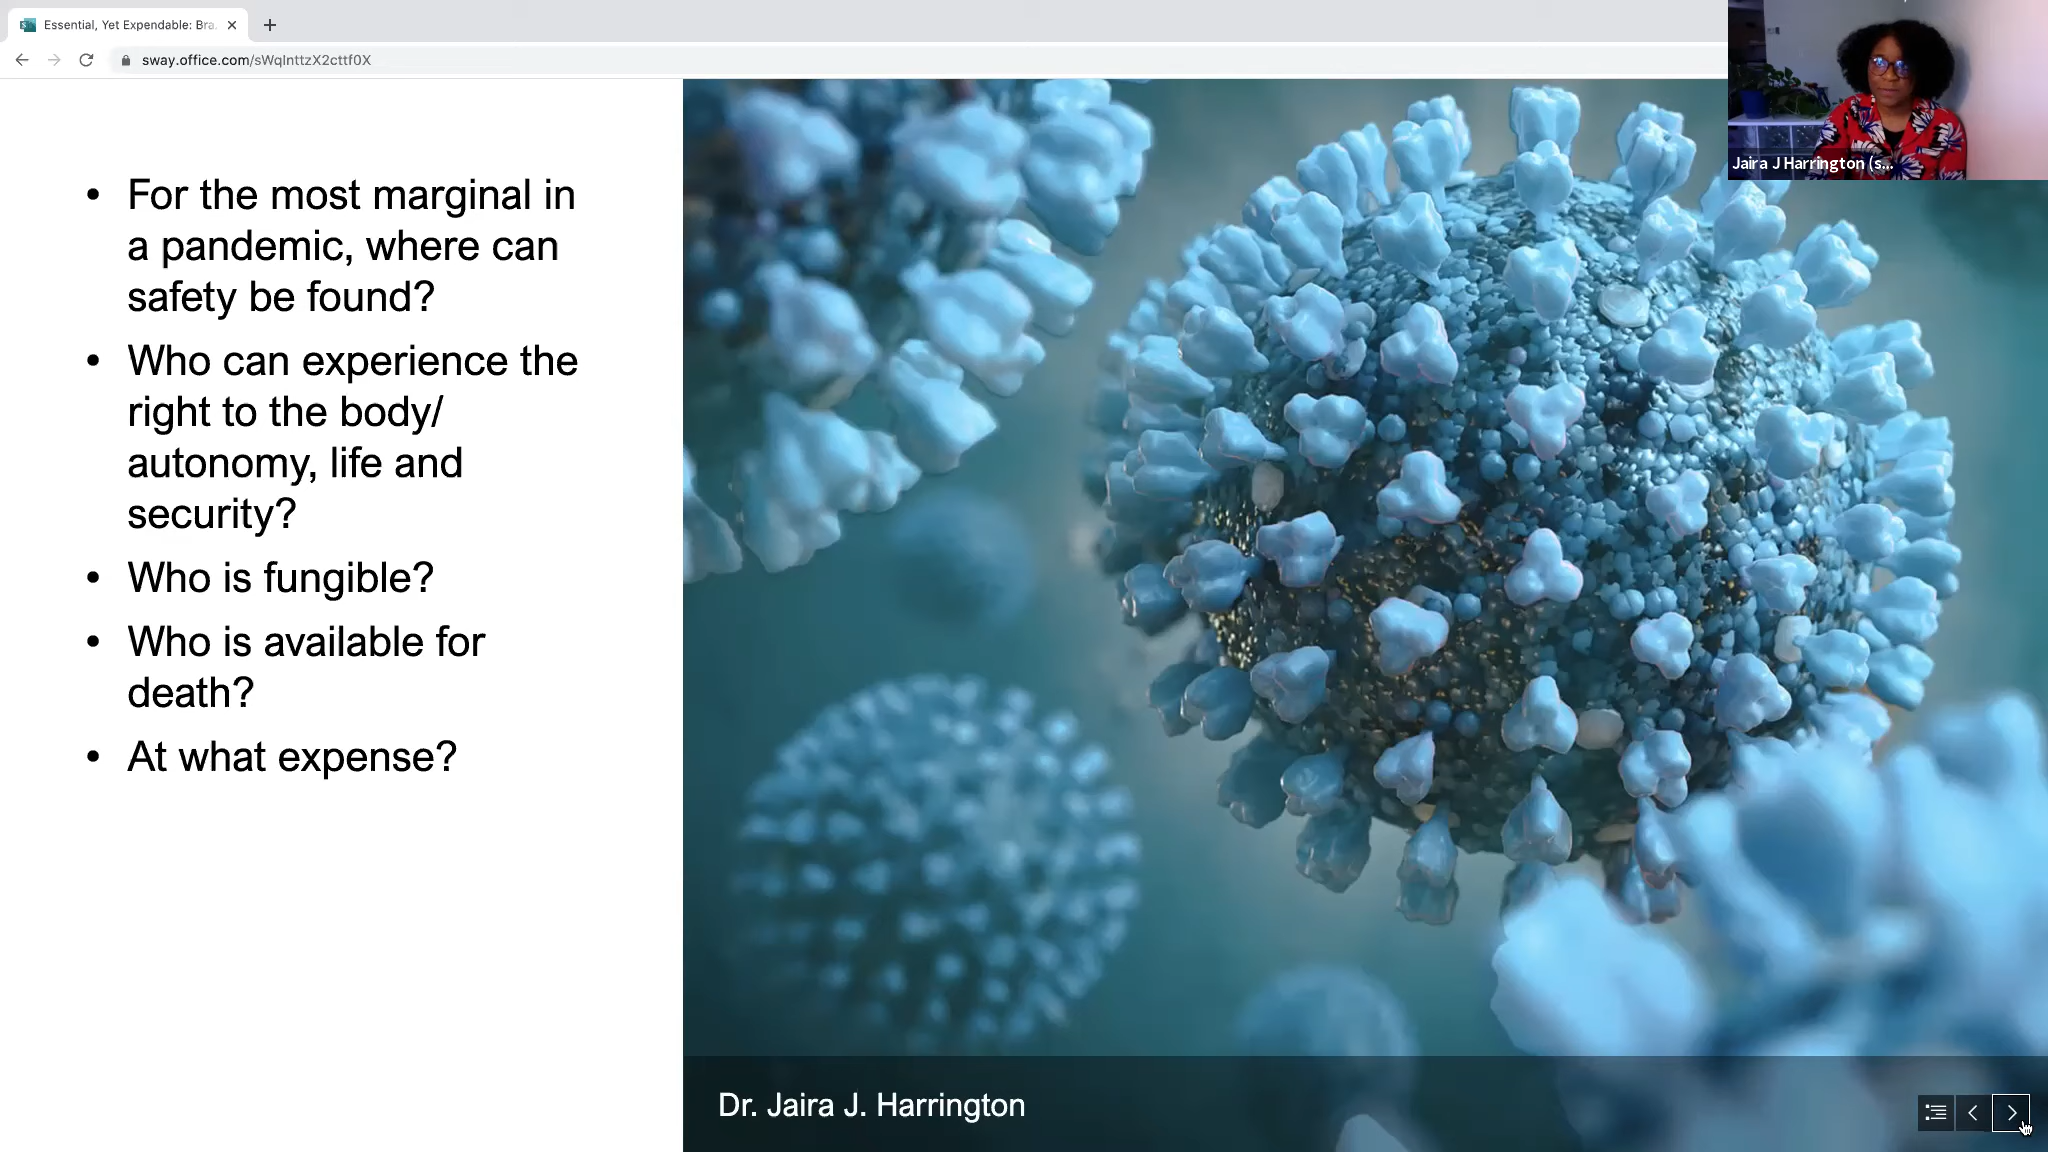 Essential, Yet Expendable: Bra
sway.office.com/sWqlnttzX2cttf0X
Jaira J Harrington (s...
• For the most marginal in
a pandemic, where can
safety be found?
• Who can experience the
right to the body/
autonomy, life and
security?
• Who is fungible?
• Who is available for
death?
• At what expense?
Dr. Jaira J. Harrington